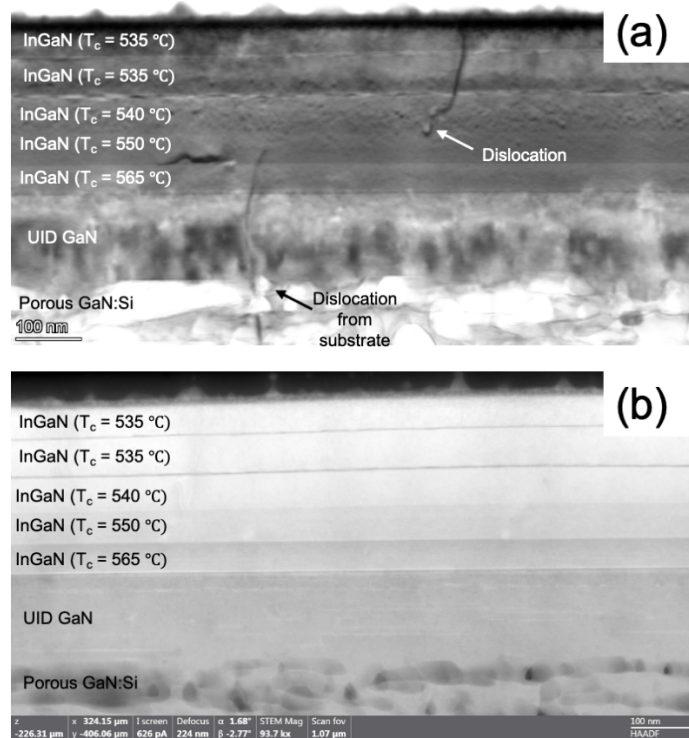 (a)
InGaN (Tc = 535 ℃)
InGaN (Tc = 535 ℃)
InGaN (Tc = 540 ℃)
InGaN (Tc = 550 ℃)
Dislocation
InGaN (Tc = 565 ℃)
UID GaN
Porous GaN:Si
Dislocation
from
substrate
100 nm
(b)
InGaN (Tc = 535 ℃)
InGaN (Tc = 535 ℃)
InGaN (Tc = 540 ℃)
InGaN (Tc = 550 ℃)
InGaN (Tc = 565 ℃)
UID GaN
Porous GaN:Si
z x 324.15 µm I screen Defocus α 1.68° STEM Mag Scan fov 100 nm
-226.31 µm y -406.06 µm 626 pA 224 nm β -2.77° 93.7 kx 1.07 µm HAADF